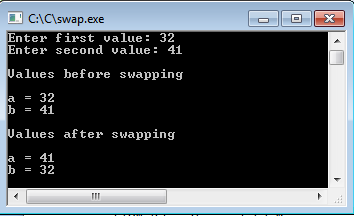 C:\C\swap.exe
Enter first value: 32
Enter second value: 41
Values before swapping
a = 32
b = 41
Values after swapping
a = 41
b = 32